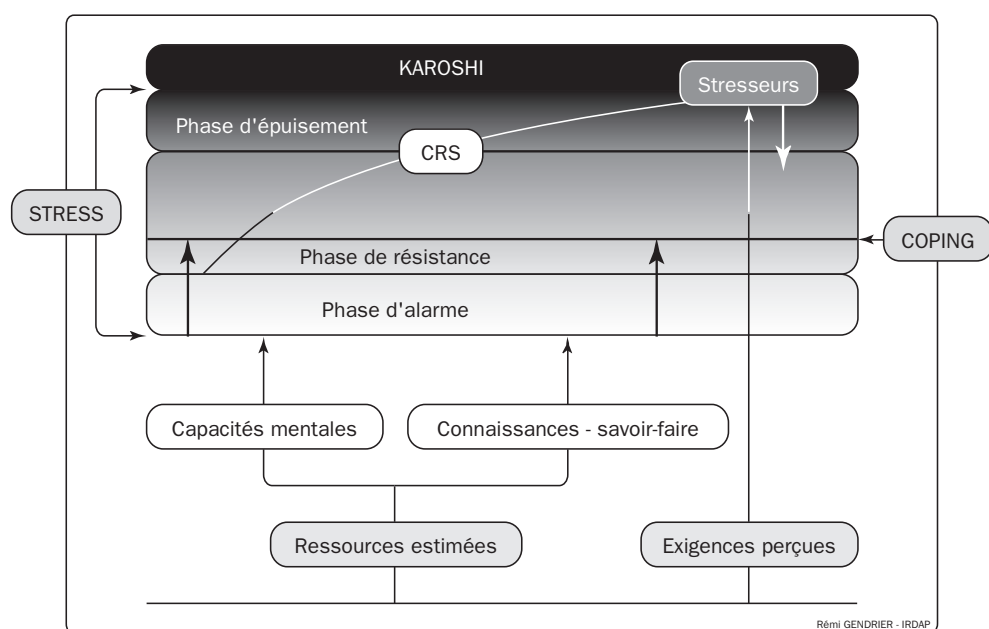 KAROSHI
Stresseurs
Phase d'épuisement
CRS
STRESS
COPING
Phase de résistance
Phase d'alarme
Capacités mentales
Connaissances - savoir-faire
Ressources estimées
Exigences perçues
Rémi GENDRIER - IRDAP